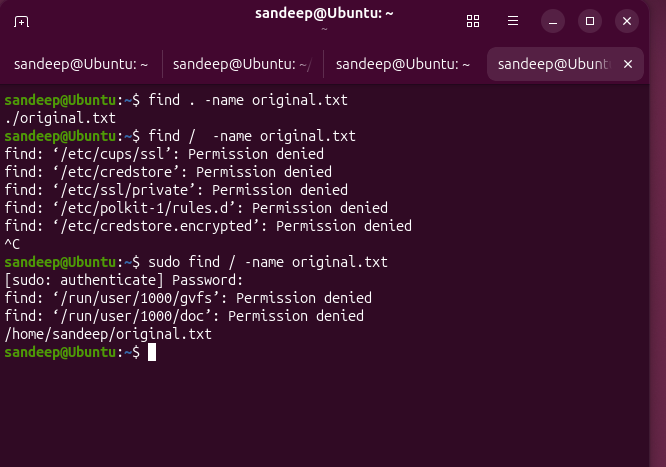 sandeep@Ubuntu: ~
~
sandeep@Ubuntu: ~
sandeep@Ubuntu: ~/
sandeep@Ubuntu: ~
sandeep@Ubuntu
sandeep@Ubuntu:~$ find . -name original.txt
./original.txt
sandeep@Ubuntu:~$ find /  -name original.txt
find: ‘/etc/cups/ssl’: Permission denied
find: ‘/etc/credstore’: Permission denied
find: ‘/etc/ssl/private’: Permission denied
find: ‘/etc/polkit-1/rules.d’: Permission denied
find: ‘/etc/credstore.encrypted’: Permission denied
^C
sandeep@Ubuntu:~$ sudo find / -name original.txt
[sudo: authenticate] Password:
find: ‘/run/user/1000/gvfs’: Permission denied
find: ‘/run/user/1000/doc’: Permission denied
/home/sandeep/original.txt
sandeep@Ubuntu:~$